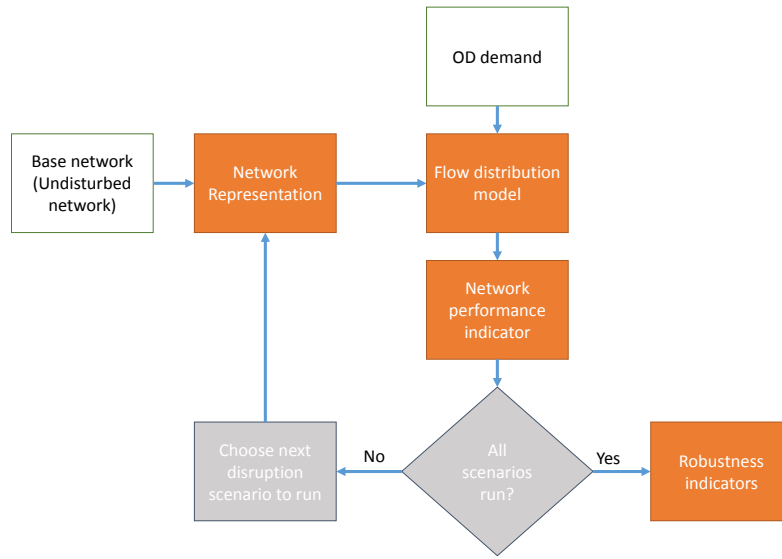 OD demand
Base network
(Undisturbed
network)
Network
Representation
Flow distribution
model
Network
performance
indicator
Choose next
disruption
scenario to run
No
All
scenarios
run?
Yes
Robustness
indicators